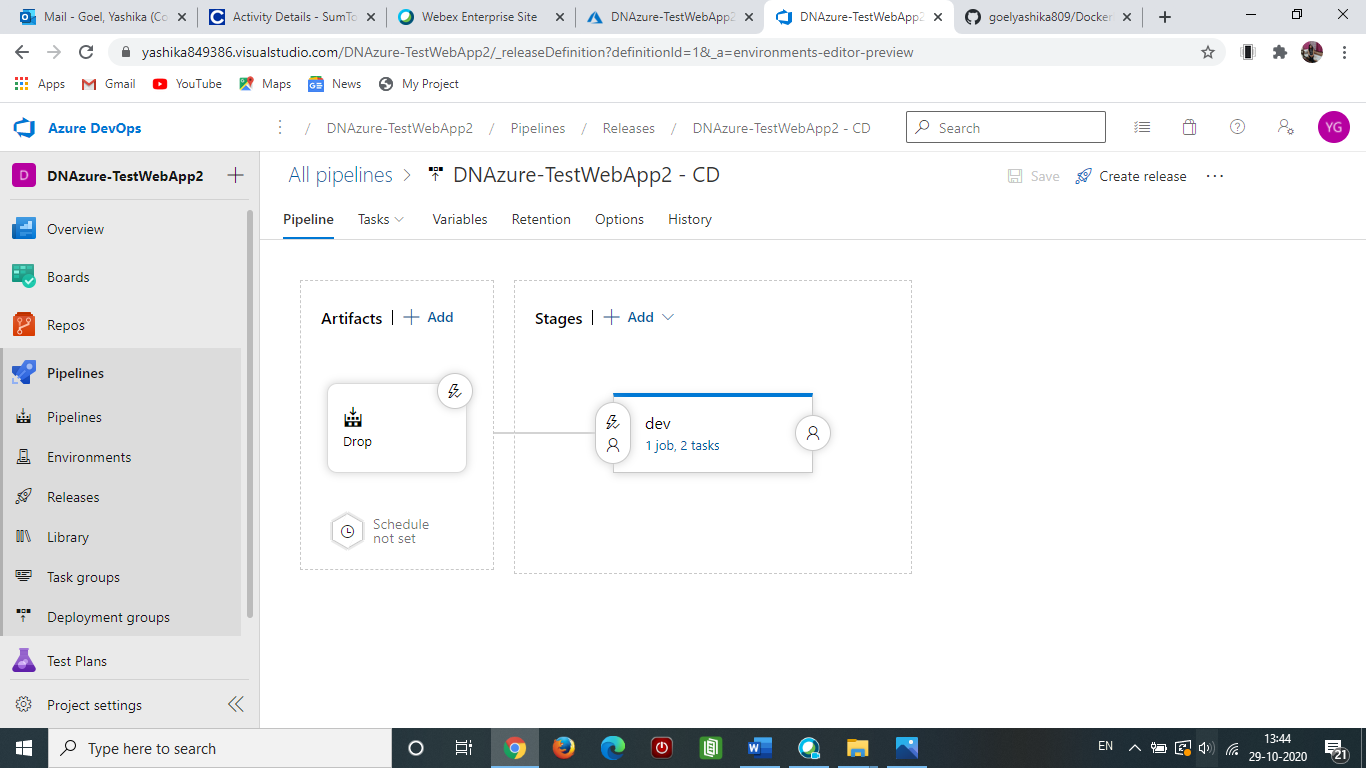 Mail - Goel, Yashika (Co
Activity Details - SumTo
Webex Enterprise Site
DNAzure-TestWebApp2
DNAzure-TestWebApp2
goelyashika809/Docker
yashika849386.visualstudio.com/DNAzure-TestWebApp2/_releaseDefinition?definitionId=1&_a=environments-editor-preview
Apps
Gmail
YouTube
Maps
News
My Project
Azure DevOps
/ DNAzure-TestWebApp2 / Pipelines / Releases / DNAzure-TestWebApp2 - CD
Search
YG
D
DNAzure-TestWebApp2
All pipelines > DNAzure-TestWebApp2 - CD
Save
Create release
Pipeline
Tasks
Variables
Retention
Options
History
Overview
Boards
Repos
Pipelines
Pipelines
Environments
Releases
Library
Task groups
Deployment groups
Test Plans
Project settings
Artifacts | + Add
Drop
Schedule
not set
Stages | + Add
dev
1 job, 2 tasks
Type here to search
EN
13:44
29-10-2020
21